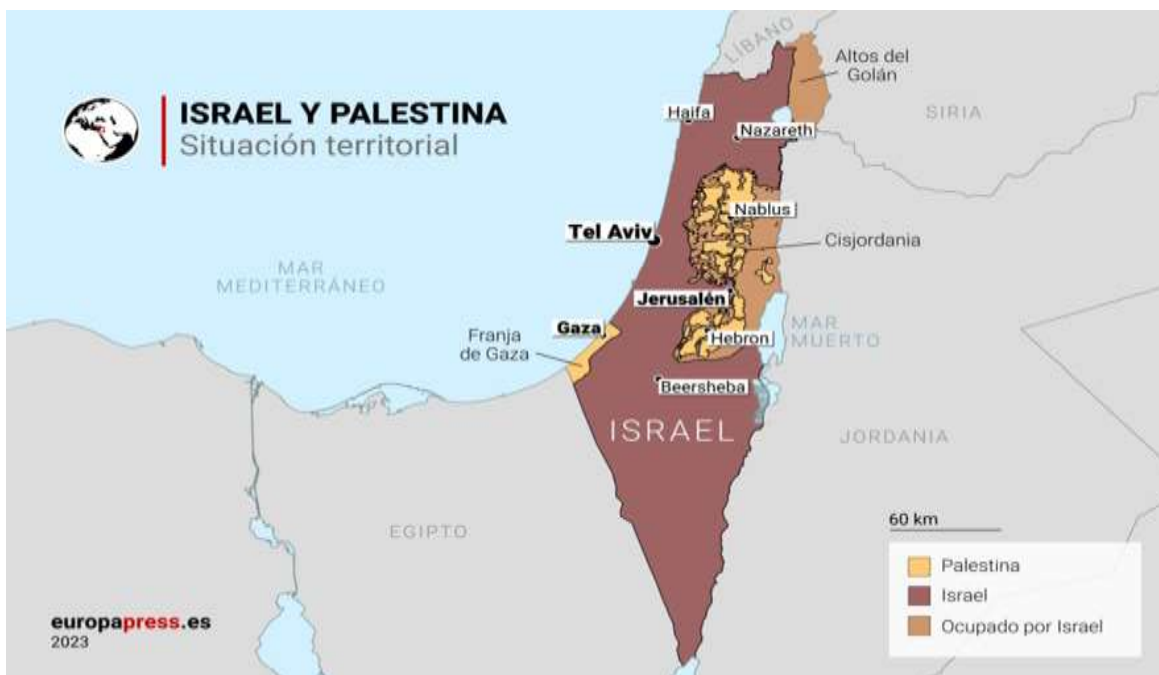 ISRAEL Y PALESTINA
Situación territorial
LÍBANO
Altos del
Golán
SIRIA
Haifa
Nazareth
Nablus
Tel Aviv
Cisjordania
MAR
MEDITERRÁNEO
Jerusalén
Gaza
Franja
de Gaza
Hebron
MAR
MUERTO
Beersheba
ISRAEL
JORDANIA
EGIPTO
60 km
Palestina
Israel
Ocupado por Israel
europapress.es
2023